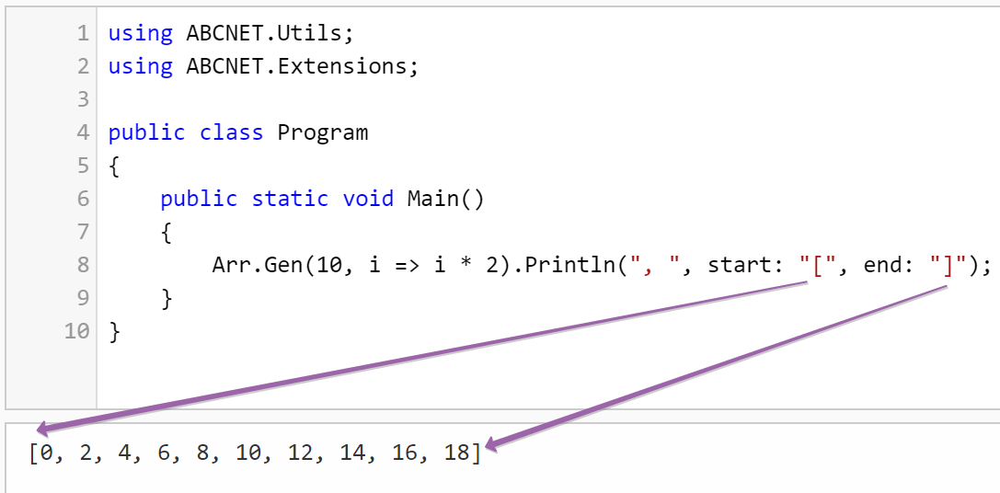 1 using ABCNET.Utils;
2 using ABCNET.Extensions;
3
4 public class Program
5 {
6     public static void Main()
7     {
8         Arr.Gen(10, i => i * 2).Println(", ", start: "[", end: "]");
9     }
10 }
[0, 2, 4, 6, 8, 10, 12, 14, 16, 18]